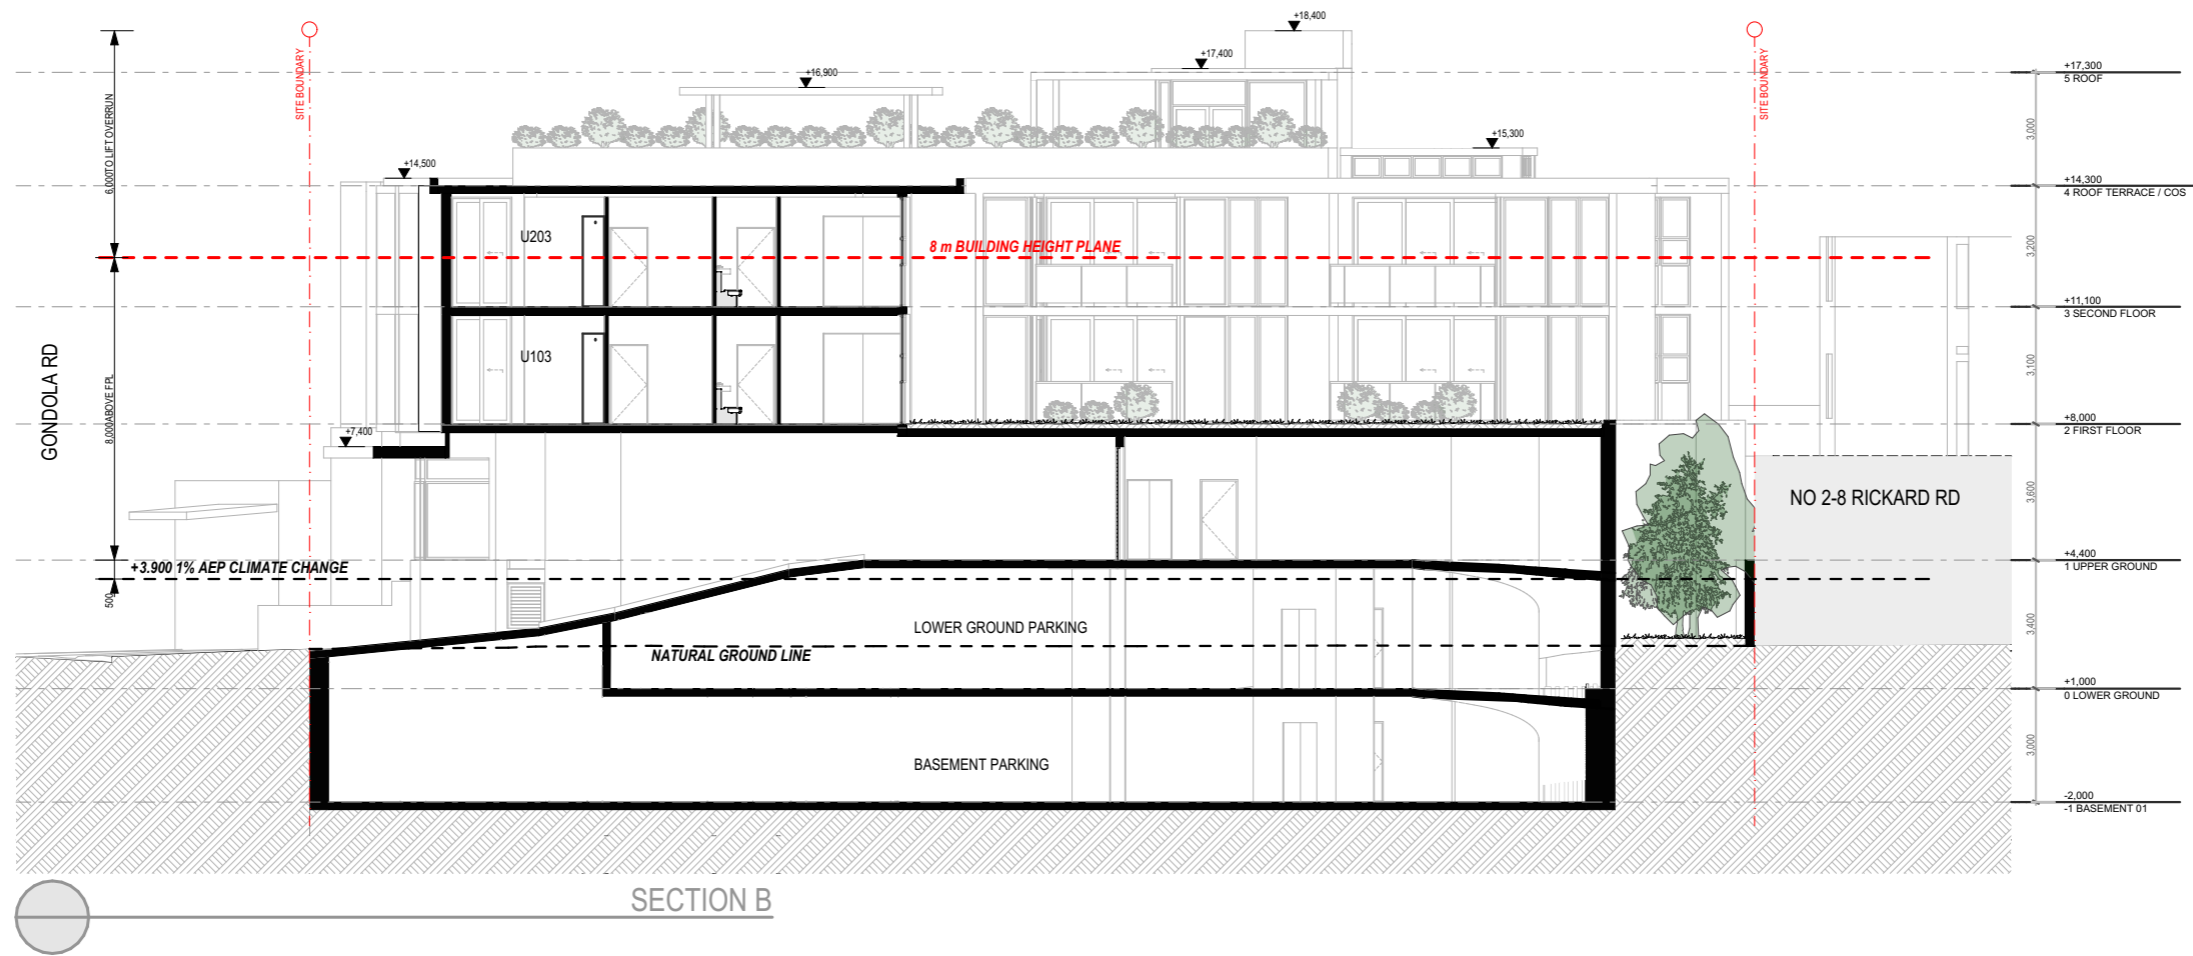 +18,400
+17,400
+17,300
5 ROOF
+16,900
SITE BOUNDARY
SITE BOUNDARY
6,000TO LIFT OVERRUN
3,000
+15,300
+14,500
+14,300
4 ROOF TERRACE / COS
U203
8 m BUILDING HEIGHT PLANE
3,200
+11,100
3 SECOND FLOOR
U103
GONDOLA RD
8,000ABOVE FPL
3,100
+8,000
2 FIRST FLOOR
+7,400
NO 2-8 RICKARD RD
3,600
+4,400
1 UPPER GROUND
+3.900 1% AEP CLIMATE CHANGE
500
LOWER GROUND PARKING
3,400
NATURAL GROUND LINE
+1,000
0 LOWER GROUND
BASEMENT PARKING
3,000
-2,000
-1 BASEMENT 01
SECTION B